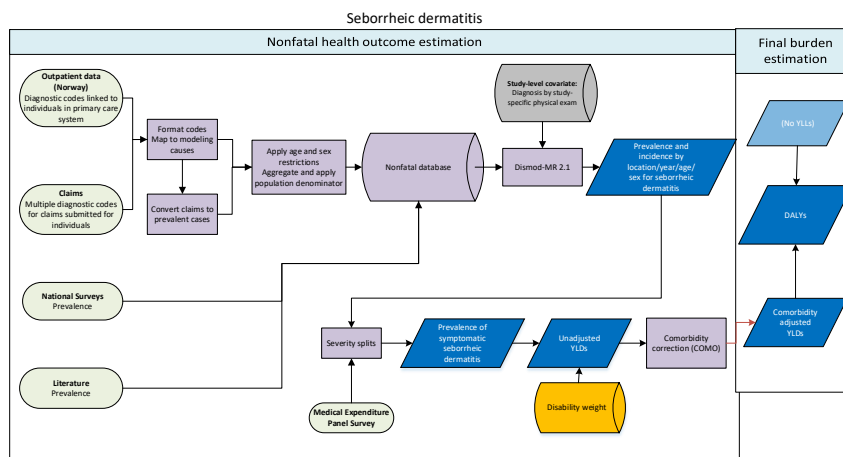 Seborrheic dermatitis
Nonfatal health outcome estimation
Final burden
estimation
Outpatient data
(Norway)
Diagnostic codes linked to
individuals in primary care
system
Claims
Multiple diagnostic codes
for claims submitted for
individuals
Format codes
Map to modeling
causes
Convert claims to
prevalent cases
Apply age and sex
restrictions
Aggregate and apply
population denominator
Nonfatal database
Study-level covariate:
Diagnosis by study-
specific physical exam
Dismod-MR 2.1
Prevalence and
incidence by
location/year/age/
sex for seborrheic
dermatitis
(No YLLs)
DALYs
National Surveys
Prevalence
Literature
Prevalence
Severity splits
Medical Expenditure
Panel Survey
Prevalence of
symptomatic
seborrheic
dermatitis
Unadjusted
YLDs
Disability weight
Comorbidity
correction (COMO)
Comorbidity
adjusted YLDs